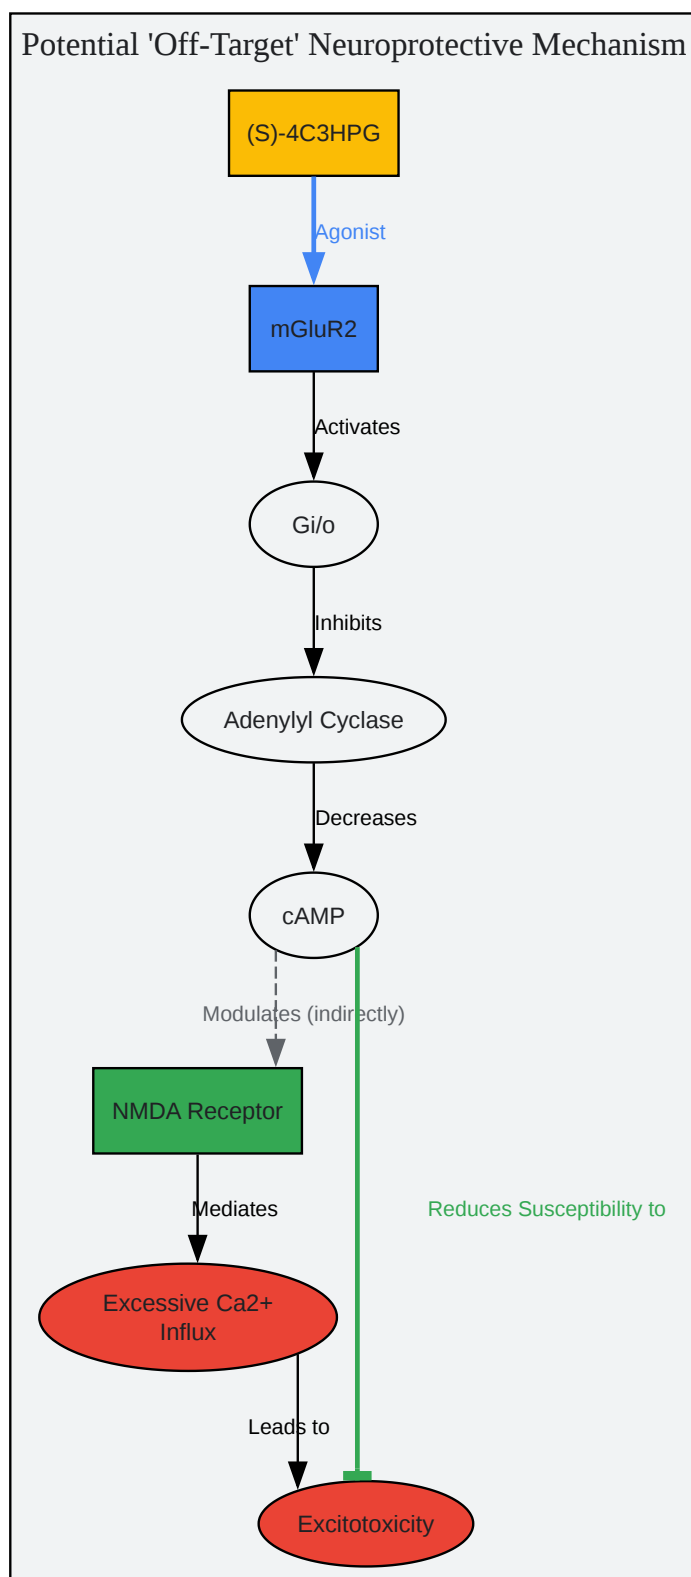 Potential 'Off-Target' Neuroprotective Mechanism
(S)-4C3HPG
Agonist
mGluR2
Activates
Gi/o
Inhibits
Adenylyl Cyclase
Decreases
cAMP
Modulates (indirectly)
NMDA Receptor
Mediates
Reduces Susceptibility to
Excessive Ca2+
Influx
Leads to
Excitotoxicity